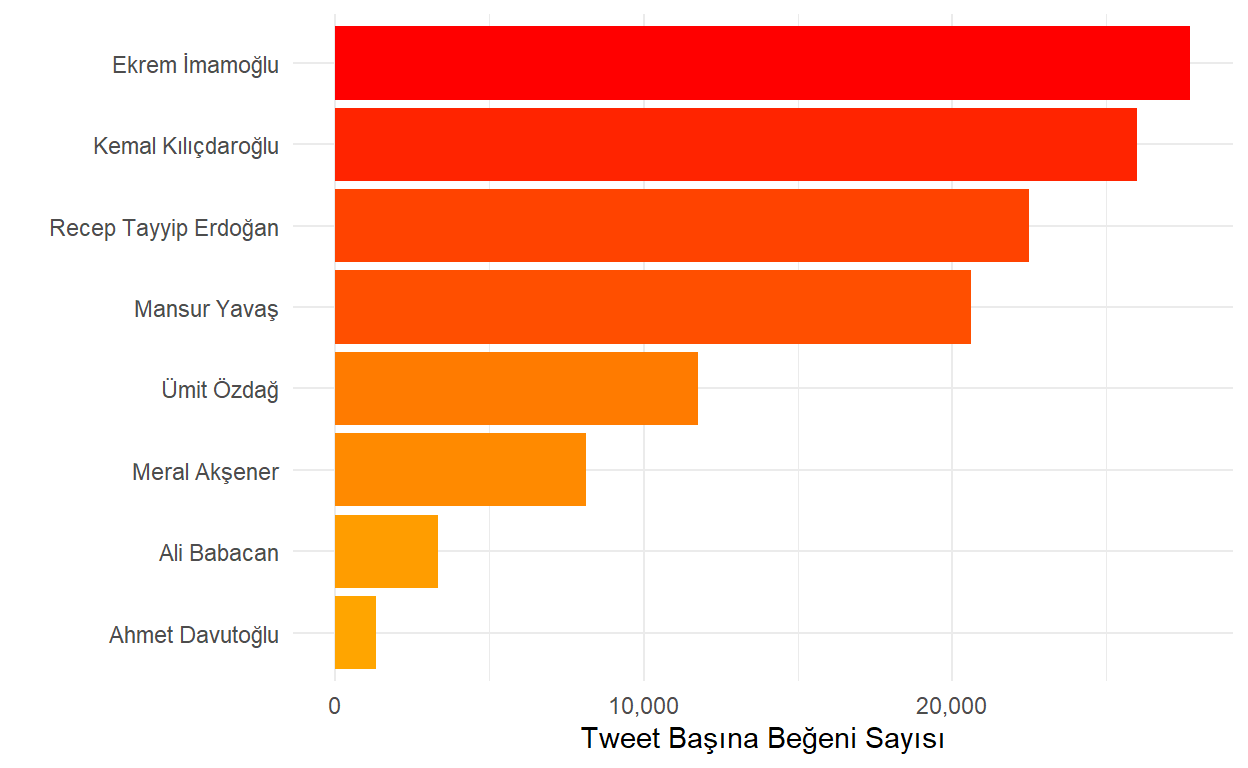 Ekrem İmamoğlu
Kemal Kılıçdaroğlu
Recep Tayyip Erdoğan
Mansur Yavaş
Ümit Özdağ
Meral Akşener
Ali Babacan
Ahmet Davutoğlu
0 10,000 20,000
Tweet Başına Beğeni Sayısı